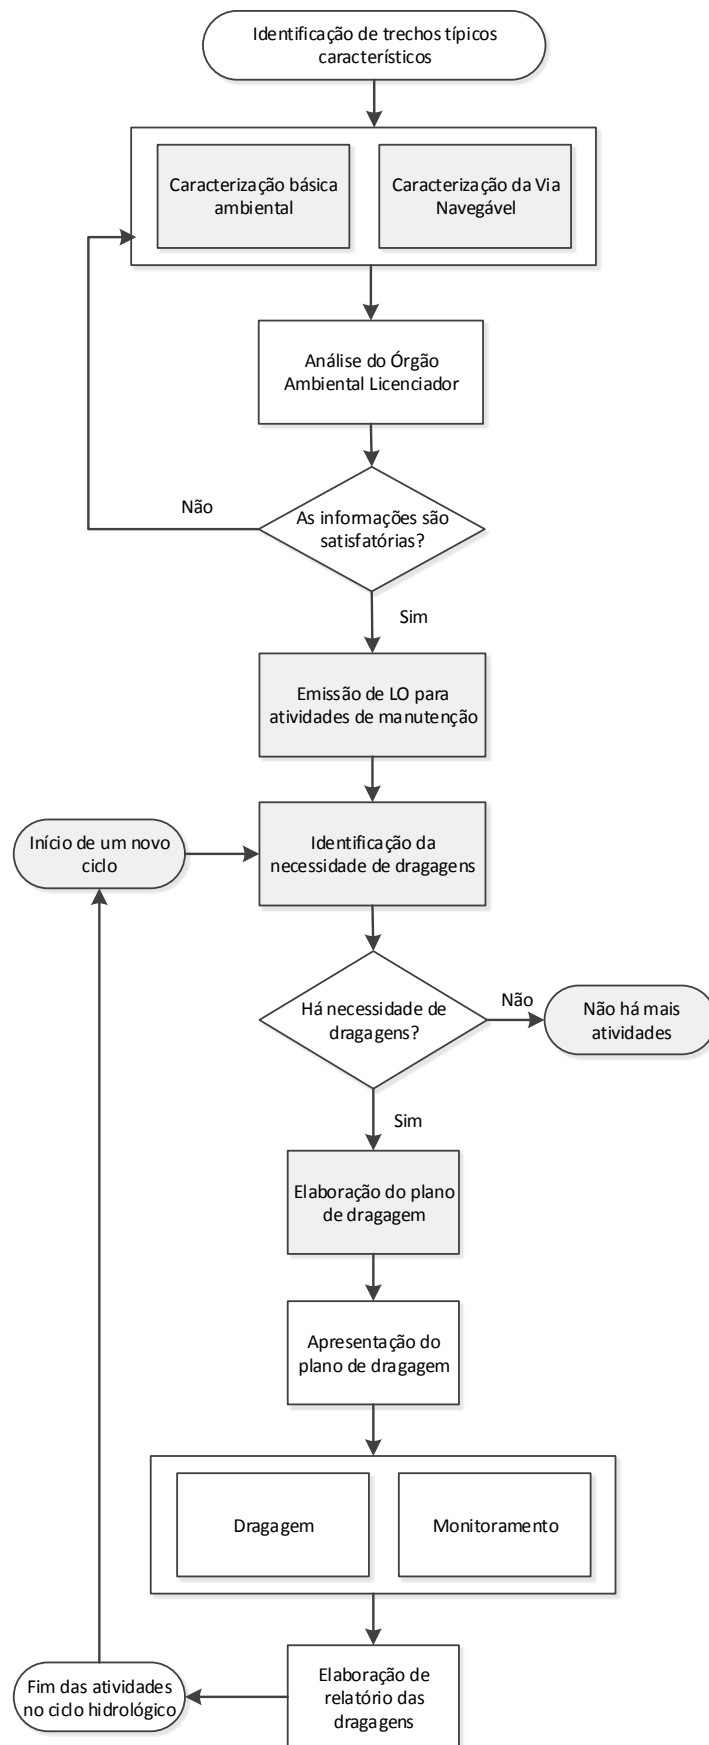 Identificação de trechos típicos
característicos
Caracterização básica
ambiental
Caracterização da Via
Navegável
Análise do Órgão
Ambiental Licenciador
As informações são
satisfatórias?
Não
Sim
Emissão de LO para
atividades de manutenção
Início de um novo
ciclo
Identificação da
necessidade de dragagens
Há necessidade de
dragagens?
Não
Não há mais
atividades
Sim
Elaboração do plano
de dragagem
Apresentação do
plano de dragagem
Dragagem
Monitoramento
Elaboração de
relatório das
dragagens
Fim das atividades
no ciclo hidrológico